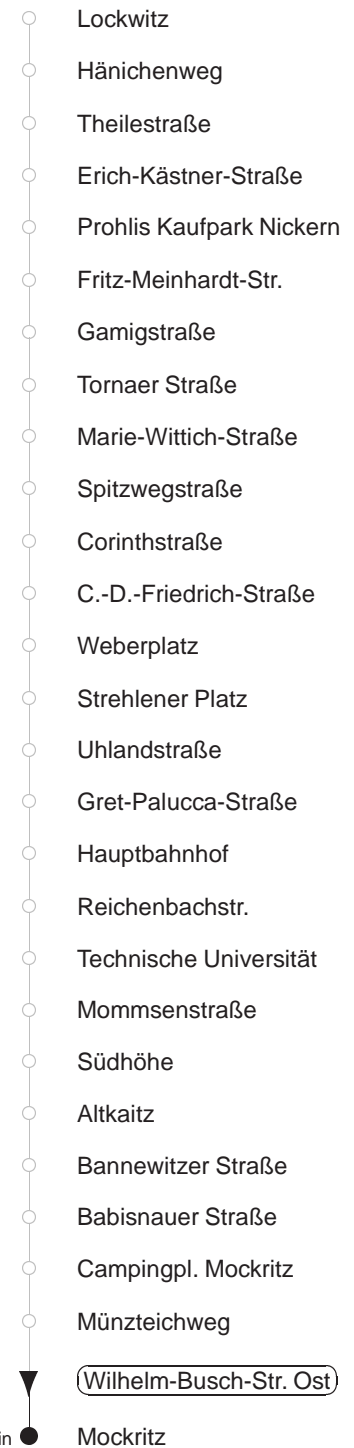 Lockwitz
Hänichenweg
Theilestraße
Erich-Kästner-Straße
Prohlis Kaufpark Nickern
Fritz-Meinhardt-Str.
Gamigstraße
Tornaer Straße
Marie-Wittich-Straße
Spitzwegstraße
Corinthstraße
C.-D.-Friedrich-Straße
Weberplatz
Strehlener Platz
Uhlandstraße
Gret-Palucca-Straße
Hauptbahnhof
Reichenbachstr.
Technische Universität
Mommsenstraße
Südhöhe
Altkaitz
Bannewitzer Straße
Babisnauer Straße
Campingpl. Mockritz
Münzteichweg
Wilhelm-Busch-Str. Ost
in Mockritz